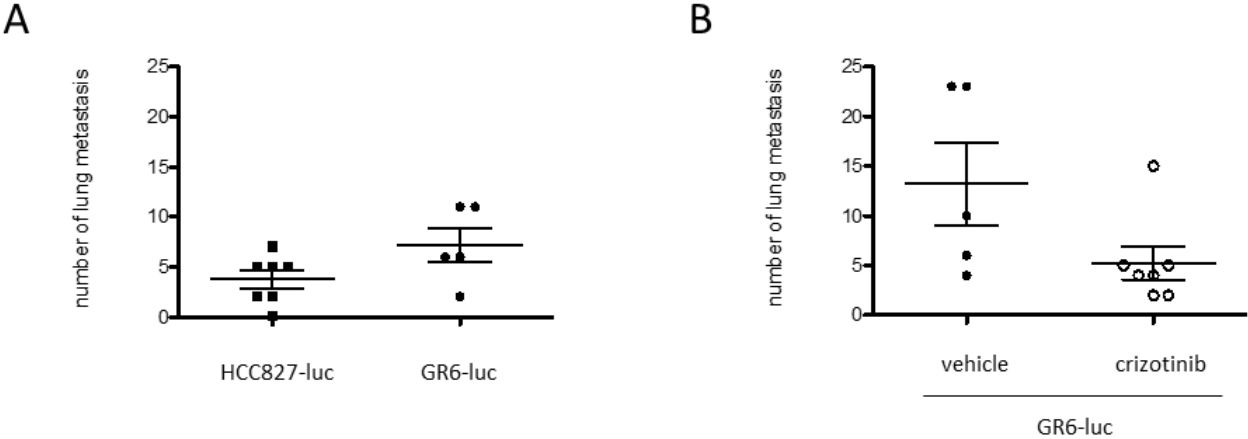 A
number of lung metastasis
25
20
15
10
5
0
HCC827-luc
GR6-luc
B
number of lung metastasis
25
20
15
10
5
0
vehicle
crizotinib
GR6-luc